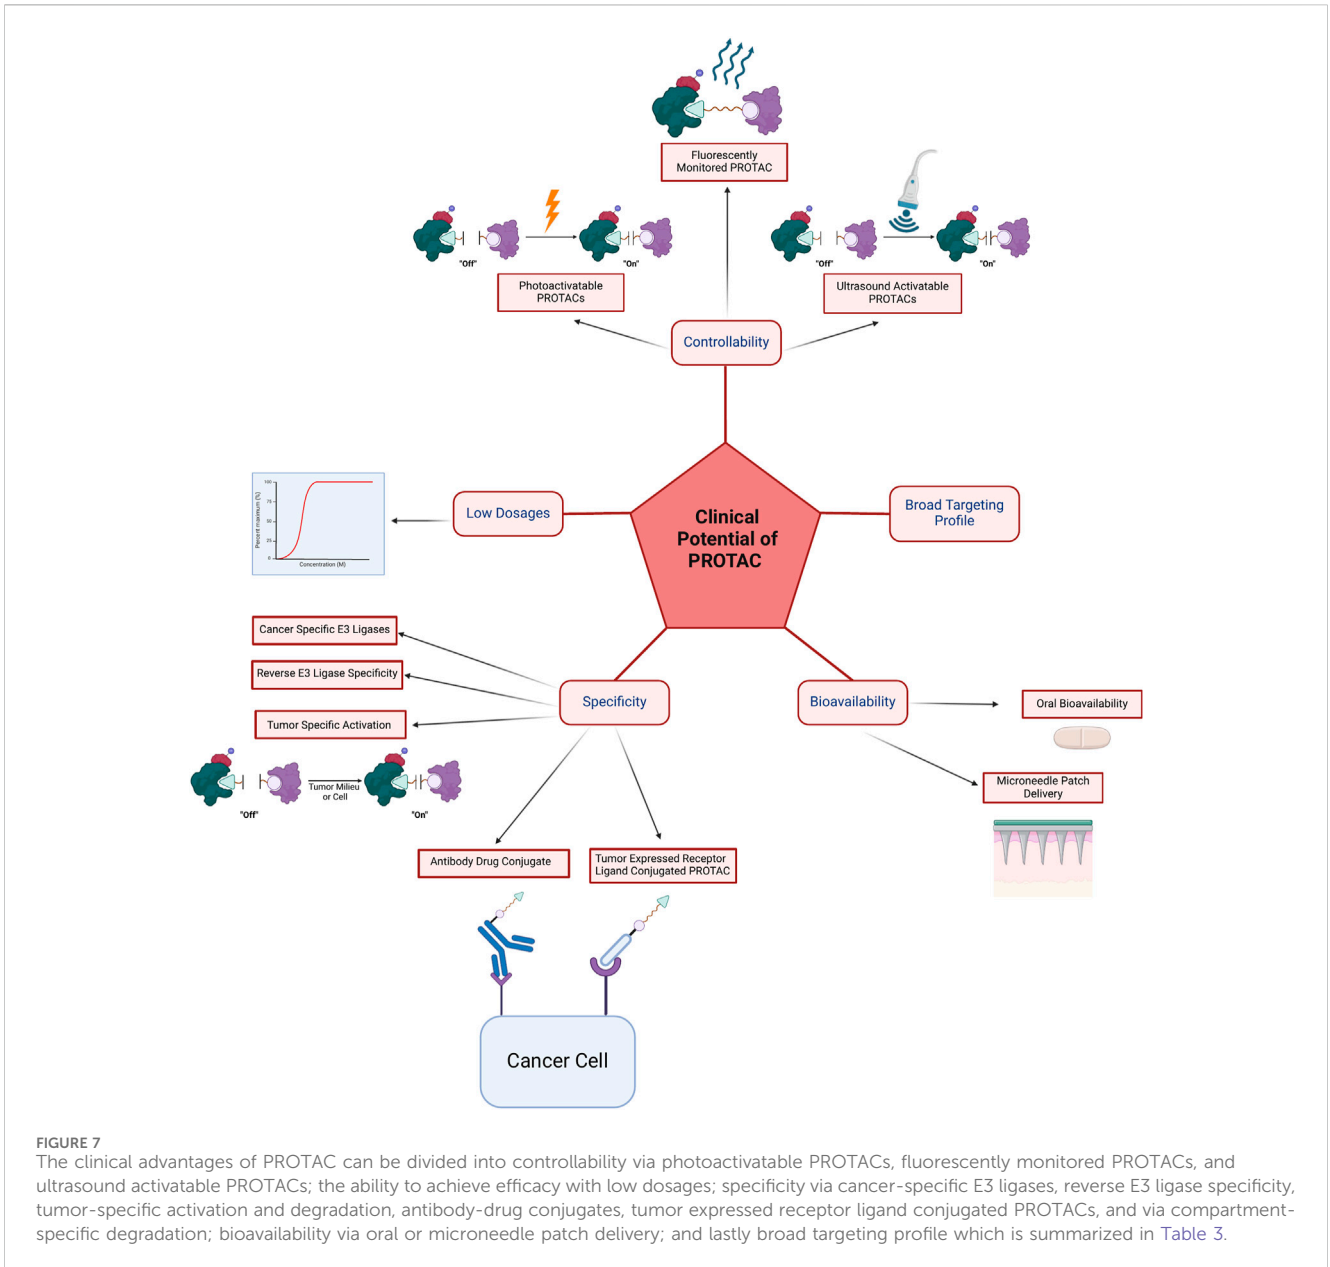 Fluorescently
Monitored PROTAC
"Off"
"On"
Photoactivatable
PROTACs
"Off"
"On"
Ultrasound Activatable
PROTACs
Controllability
Low Dosages
Percent maximum (%)
100
75
50
25
0
Concentration (M)
Clinical
Potential of
PROTAC
Broad Targeting
Profile
Cancer Specific E3 Ligases
Reverse E3 Ligase Specificity
Tumor Specific Activation
Tumor Milieu
or Cell
"Off"
"On"
Specificity
Bioavailability
Oral Bioavailability
Microneedle Patch
Delivery
Antibody Drug Conjugate
Tumor Expressed Receptor
Ligand Conjugated PROTAC
Cancer Cell
FIGURE 7
The clinical advantages of PROTAC can be divided into controllability via photoactivatable PROTACs, fluorescently monitored PROTACs, and
ultrasound activatable PROTACs; the ability to achieve efficacy with low dosages; specificity via cancer-specific E3 ligases, reverse E3 ligase specificity,
tumor-specific activation and degradation, antibody-drug conjugates, tumor expressed receptor ligand conjugated PROTACs, and via compartment-
specific degradation; bioavailability via oral or microneedle patch delivery; and lastly broad targeting profile which is summarized in Table 3.